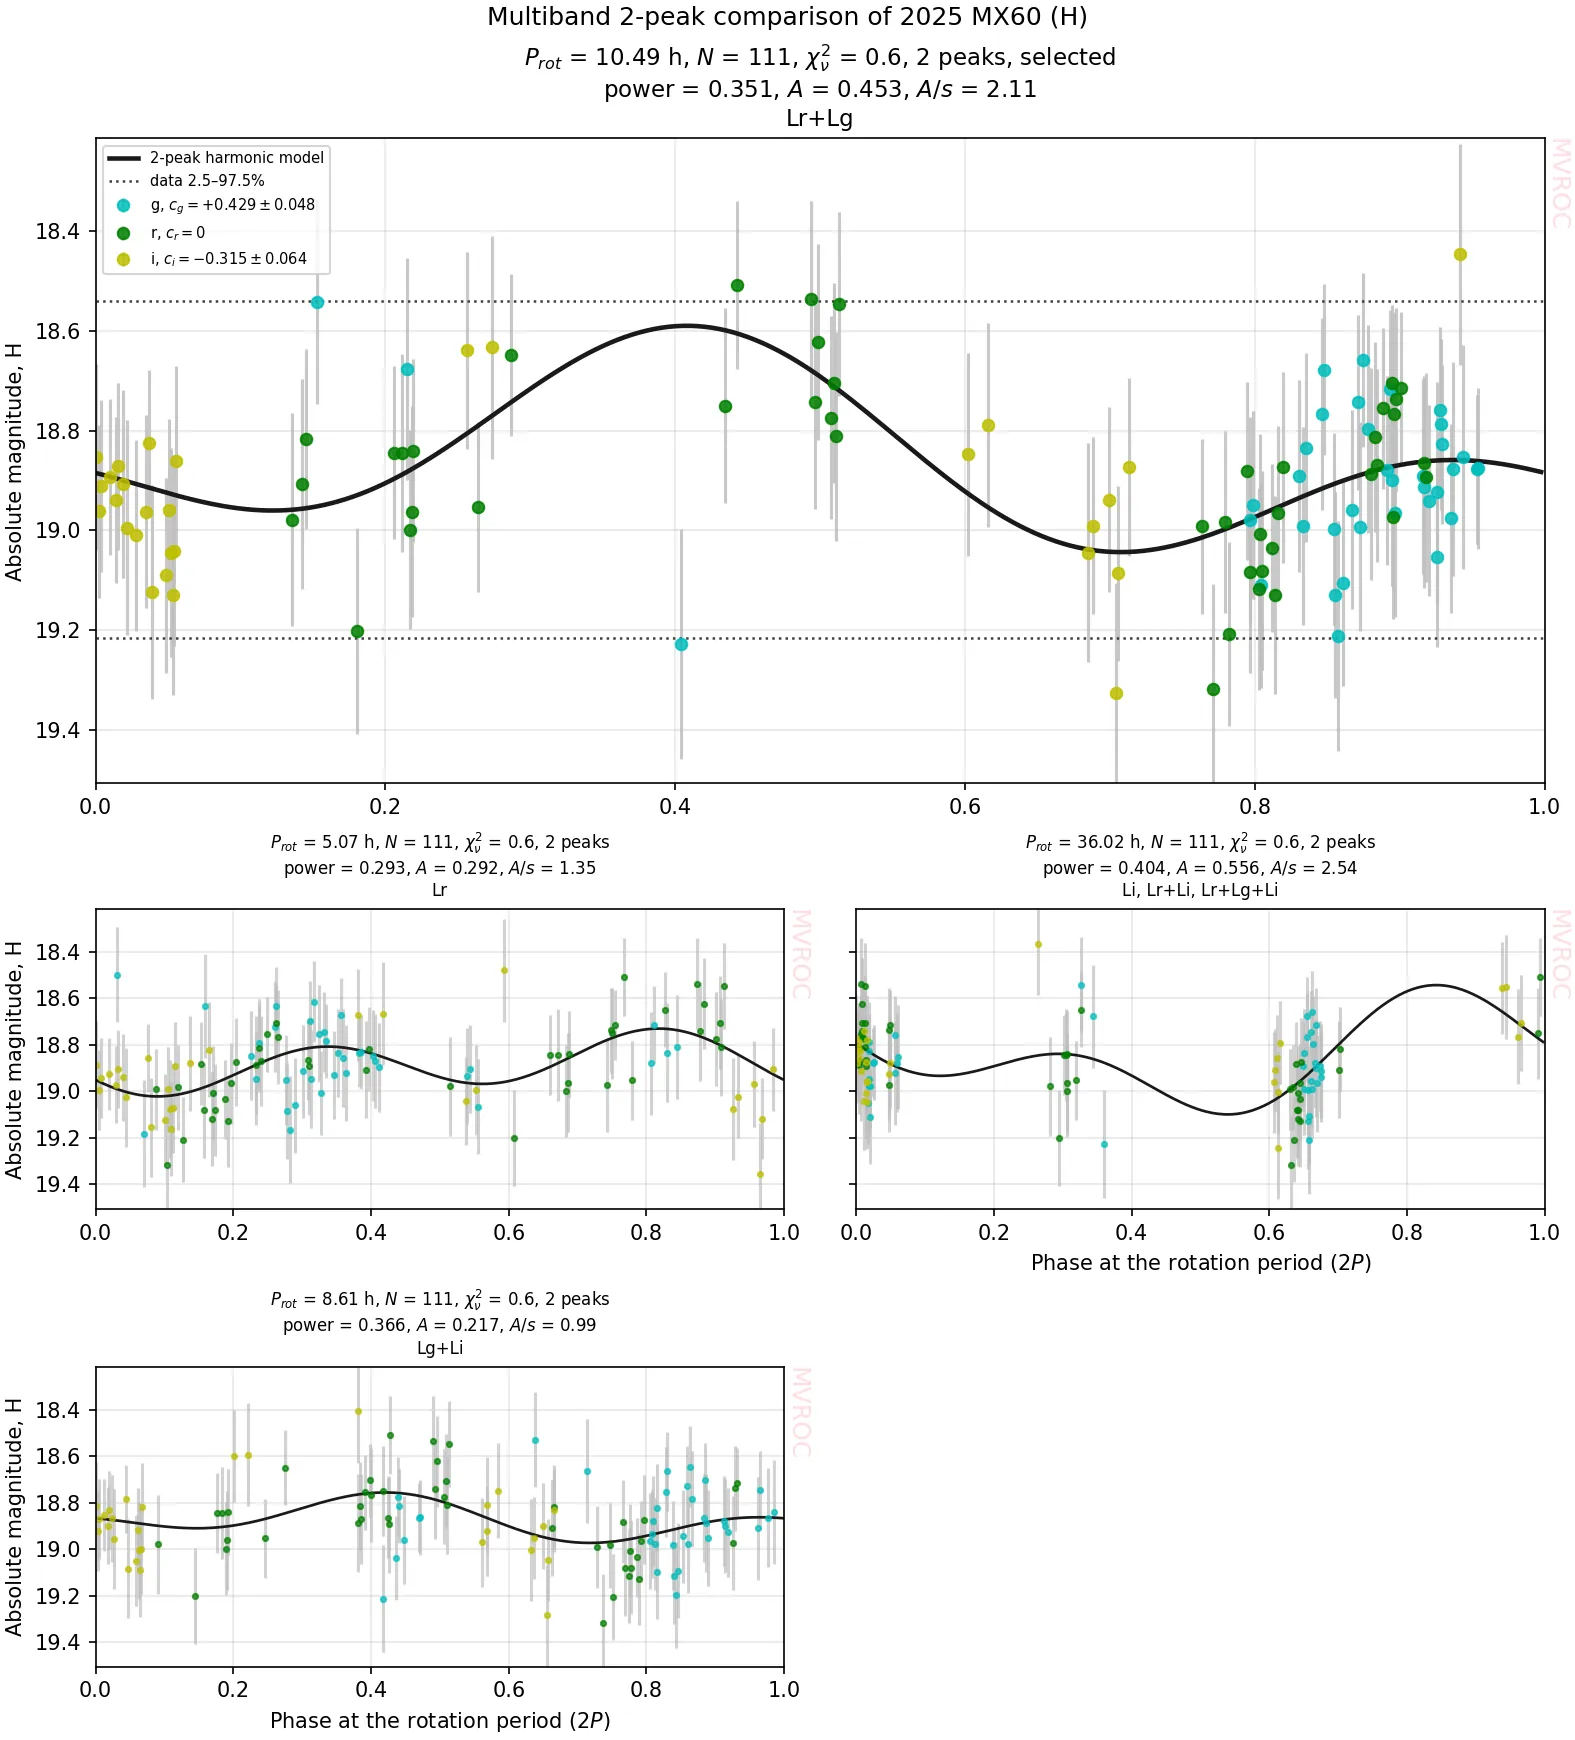 Multiband 2-peak comparison of 2025 MX60 (H)
P_rot = 10.49 h, N = 111, χ²_ν = 0.6, 2 peaks, selected
power = 0.351, A = 0.453, A/s = 2.11
Lr+Lg
2-peak harmonic model
data 2.5–97.5%
g, c_g = +0.429 ± 0.048
r, c_r = 0
i, c_i = −0.315 ± 0.064
Absolute magnitude, H
18.4
18.6
18.8
19.0
19.2
19.4
0.0 0.2 0.4 0.6 0.8 1.0
MVROC
P_rot = 5.07 h, N = 111, χ²_ν = 0.6, 2 peaks
power = 0.293, A = 0.292, A/s = 1.35
Lr
Absolute magnitude, H
18.4
18.6
18.8
19.0
19.2
19.4
0.0 0.2 0.4 0.6 0.8 1.0
MVROC
P_rot = 36.02 h, N = 111, χ²_ν = 0.6, 2 peaks
power = 0.404, A = 0.556, A/s = 2.54
Li, Lr+Li, Lr+Lg+Li
0.0 0.2 0.4 0.6 0.8 1.0
Phase at the rotation period (2P)
MVROC
P_rot = 8.61 h, N = 111, χ²_ν = 0.6, 2 peaks
power = 0.366, A = 0.217, A/s = 0.99
Lg+Li
Absolute magnitude, H
18.4
18.6
18.8
19.0
19.2
19.4
0.0 0.2 0.4 0.6 0.8 1.0
Phase at the rotation period (2P)
MVROC